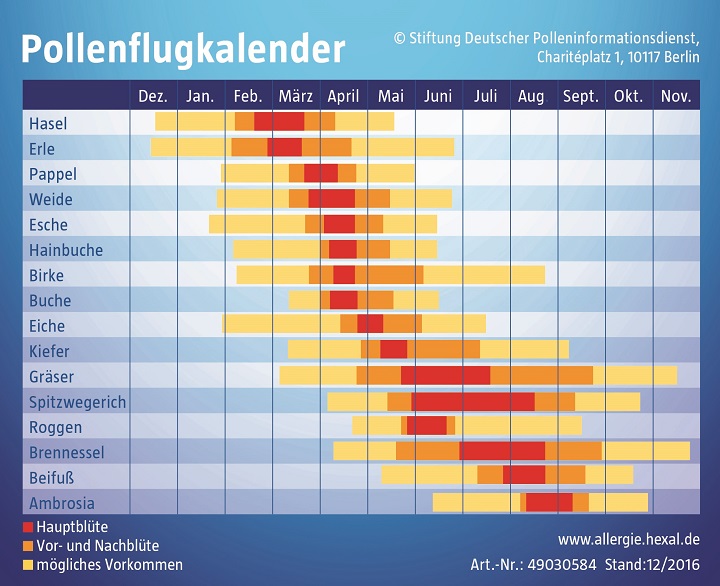 Pollenflugkalender
© Stiftung Deutscher Polleninformationsdienst,
Charitéplatz 1, 10117 Berlin
Dez. Jan. Feb. März April Mai Juni Juli Aug. Sept. Okt. Nov.
Hasel
Erle
Pappel
Weide
Esche
Hainbuche
Birke
Buche
Eiche
Kiefer
Gräser
Spitzwegerich
Roggen
Brennessel
Beifuß
Ambrosia
Hauptblüte
Vor- und Nachblüte
mögliches Vorkommen
www.allergie.hexal.de
Art.-Nr.: 49030584 Stand:12/2016